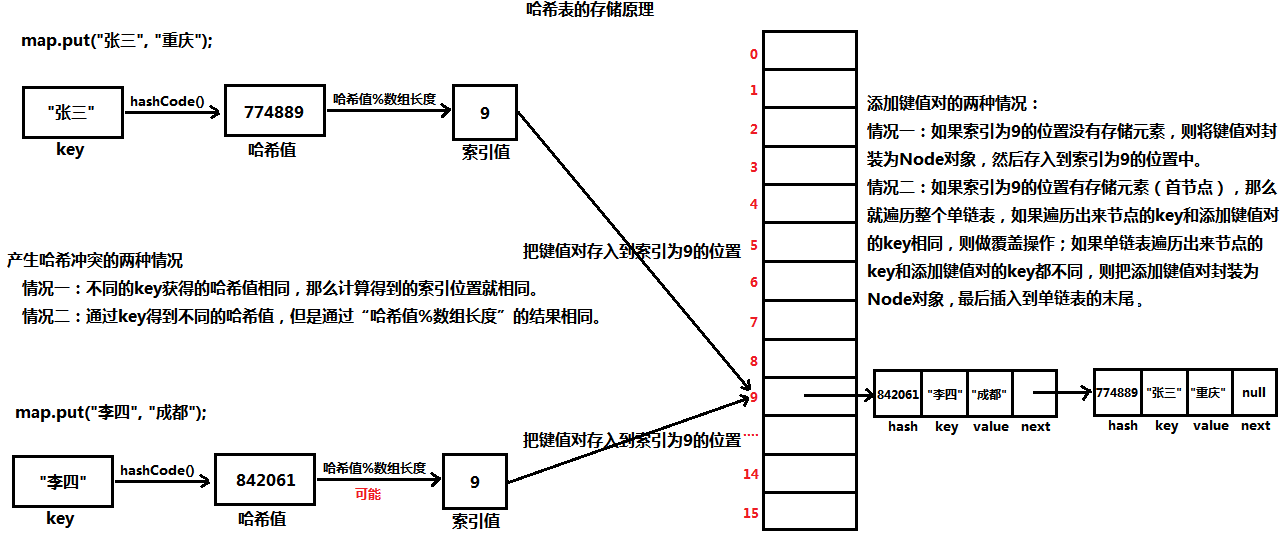 哈希表的存储原理
map.put("张三", "重庆");
"张三"
hashCode()
774889
哈希值%数组长度
9
key
哈希值
索引值
把键值对存入到索引为9的位置
产生哈希冲突的两种情况
情况一：不同的key获得的哈希值相同，那么计算得到的索引位置就相同。
情况二：通过key得到不同的哈希值，但是通过“哈希值%数组长度”的结果相同。
map.put("李四", "成都");
"李四"
hashCode()
842061
哈希值%数组长度
可能
9
key
哈希值
索引值
把键值对存入到索引为9的位置
0
1
2
3
4
5
6
7
8
9
....
14
15
添加键值对的两种情况：
情况一：如果索引为9的位置没有存储元素，则将键值对封
装为Node对象，然后存入到索引为9的位置中。
情况二：如果索引为9的位置有存储元素（首节点），那么
就遍历整个单链表，如果遍历出来节点的key和添加键值对
的key相同，则做覆盖操作；如果单链表遍历出来节点的
key和添加键值对的key都不同，则把添加键值对封装为
Node对象，最后插入到单链表的末尾。
842061 "李四" "成都"
hash key value next
774889 "张三" "重庆" null
hash key value next